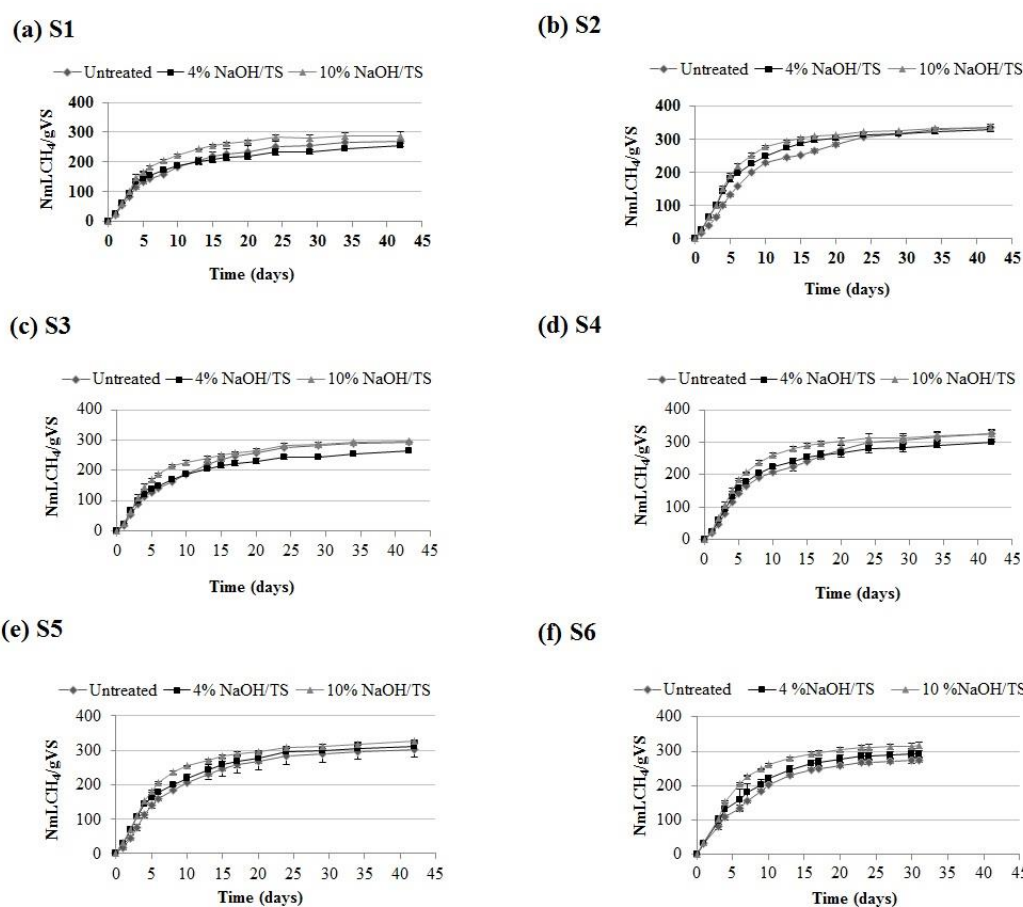 (a) S1
Untreated 4% NaOH/TS 10% NaOH/TS
NmLCH₄/gVS
400
300
200
100
0
0 5 10 15 20 25 30 35 40 45
Time (days)
(b) S2
Untreated 4% NaOH/TS 10% NaOH/TS
NmLCH₄/gVS
400
300
200
100
0
0 5 10 15 20 25 30 35 40 45
Time (days)
(c) S3
Untreated 4% NaOH/TS 10% NaOH/TS
NmLCH₄/gVS
400
300
200
100
0
0 5 10 15 20 25 30 35 40 45
Time (days)
(d) S4
Untreated 4% NaOH/TS 10% NaOH/TS
NmLCH₄/gVS
400
300
200
100
0
0 5 10 15 20 25 30 35 40 45
Time (days)
(e) S5
Untreated 4% NaOH/TS 10% NaOH/TS
NmLCH₄/gVS
400
300
200
100
0
0 5 10 15 20 25 30 35 40 45
Time (days)
(f) S6
Untreated 4 %NaOH/TS 10 %NaOH/TS
NmLCH₄/gVS
400
300
200
100
0
0 5 10 15 20 25 30 35 40 45
Time (days)